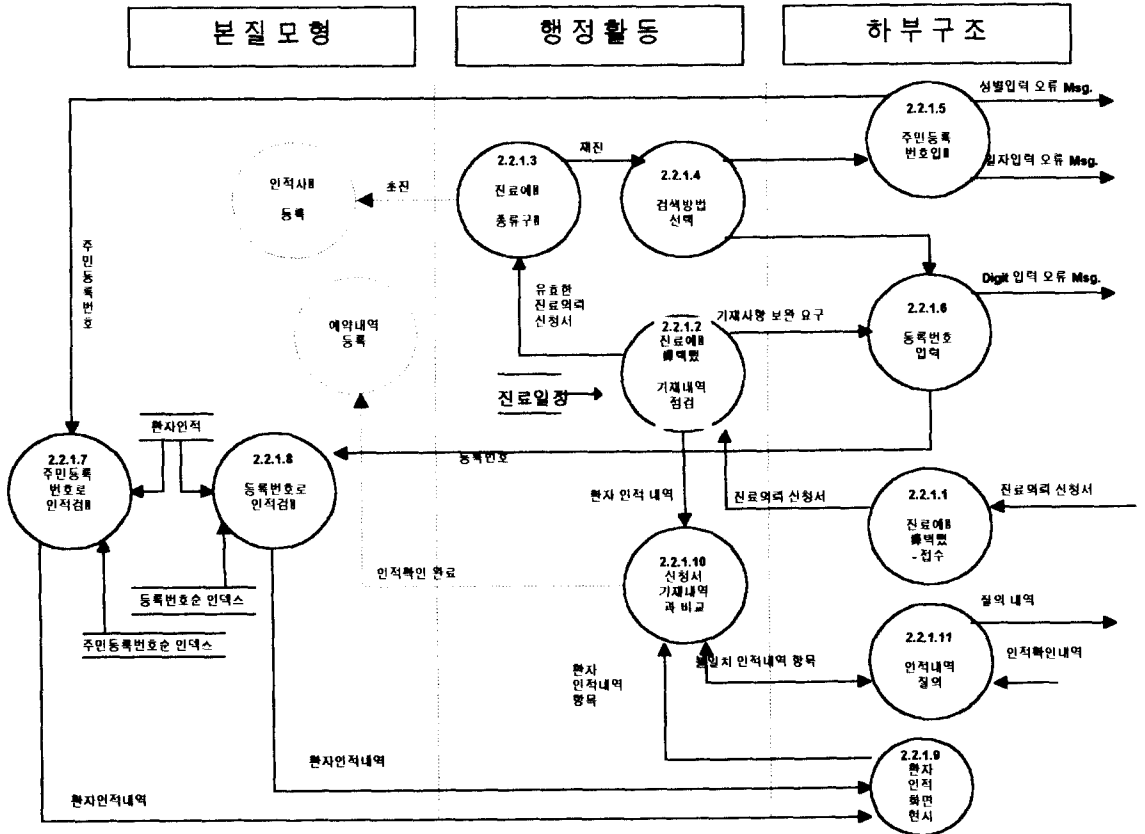 본질모형
행정활동
하부구조
성별입력 오류 Msg.
2.2.1.5
주민등록
일자입력 오류 Msg.
2.2.1.3
진료예
종류구
재진
2.2.1.4
검색방법
선택
인적사
등록
초진
주민등록번호
유효한
진료의뢰
신청서
Digit 입력 오류 Msg.
2.2.1.6
등록번호
입력
예약내역
등록
2.2.1.2
진료예
기재내역
점검
기재사항 보완 요구
진료일정
환자인적
2.2.1.7
주민등록
번호로
인적검
2.2.1.8
등록번호로
인적검
등록번호
환자 인적 내역
진료의뢰 신청서
2.2.1.1
진료예
-접수
진료의뢰 신청서
2.2.1.10
신청서
기재내역
과 비교
인적확인 완료
등록번호순 인덱스
주민등록번호순 인덱스
질의 내역
2.2.1.11
인적내역
질의
인적확인내역
불일치 인적내역 항목
환자
인적내역
항목
2.2.1.9
환자
인적
화면
현시
환자인적내역
환자인적내역